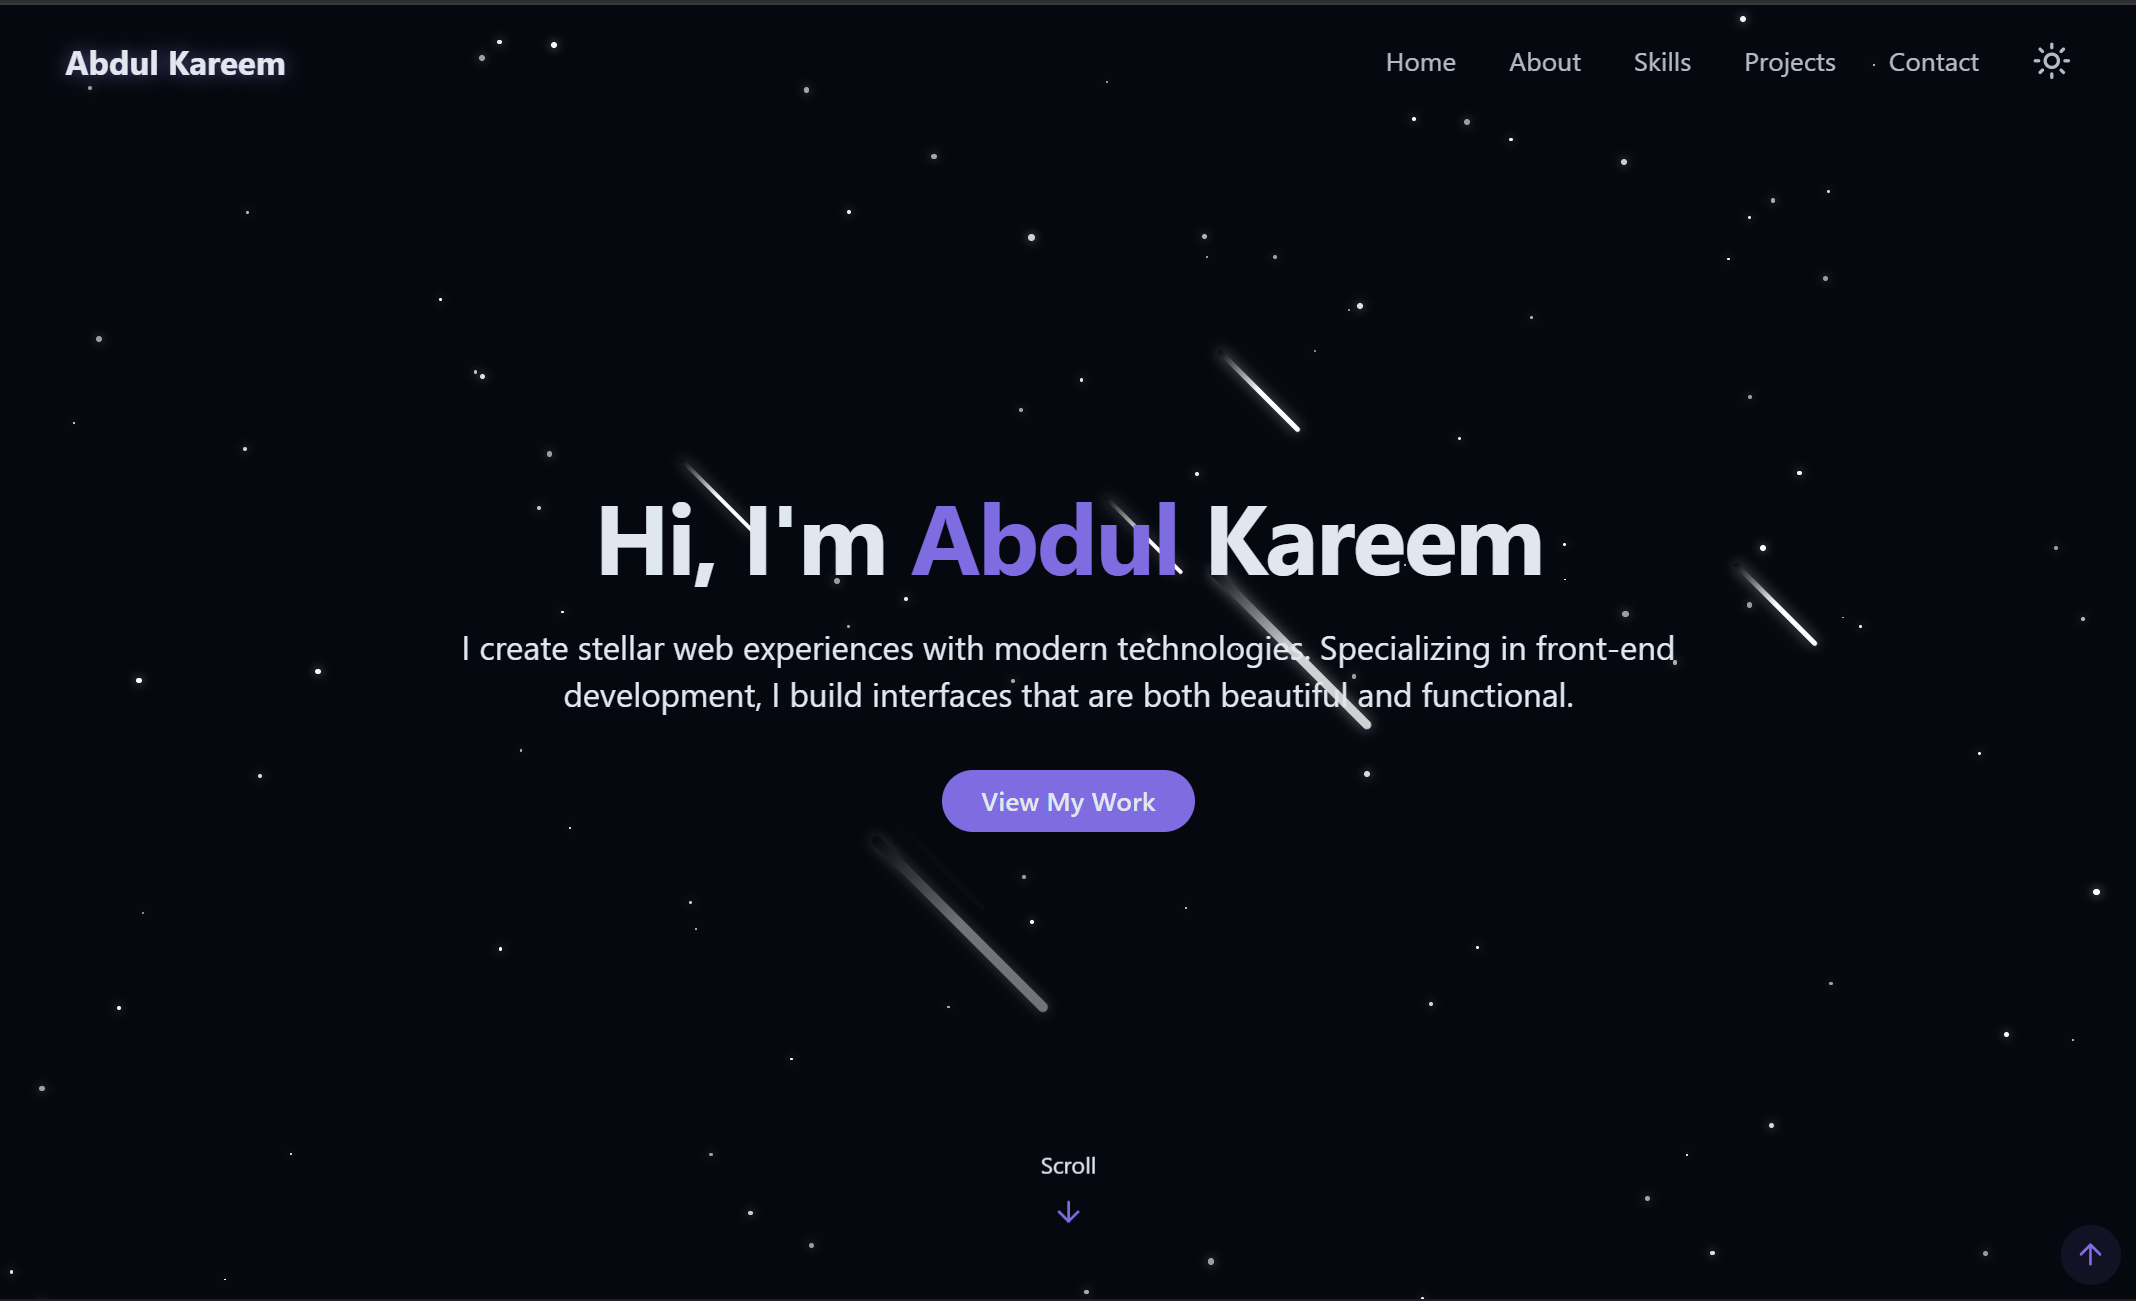 Abdul Kareem
Home About Skills Projects Contact
Hi, I'm Abdul Kareem
I create stellar web experiences with modern technologies. Specializing in front-end
development, I build interfaces that are both beautiful and functional.
View My Work
Scroll